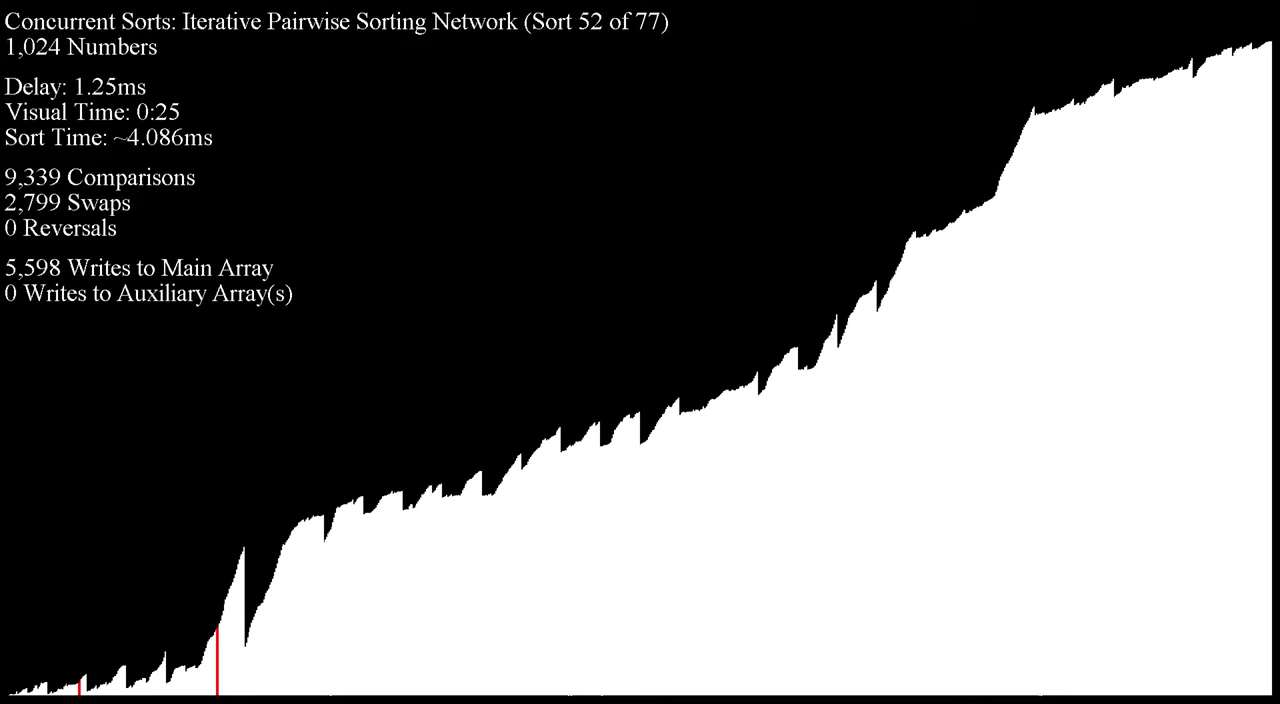 Concurrent Sorts: Iterative Pairwise Sorting Network (Sort 52 of 77)
1,024 Numbers
Delay: 1.25ms
Visual Time: 0:25
Sort Time: ~4.086ms
9,339 Comparisons
2,799 Swaps
0 Reversals
5,598 Writes to Main Array
0 Writes to Auxiliary Array(s)